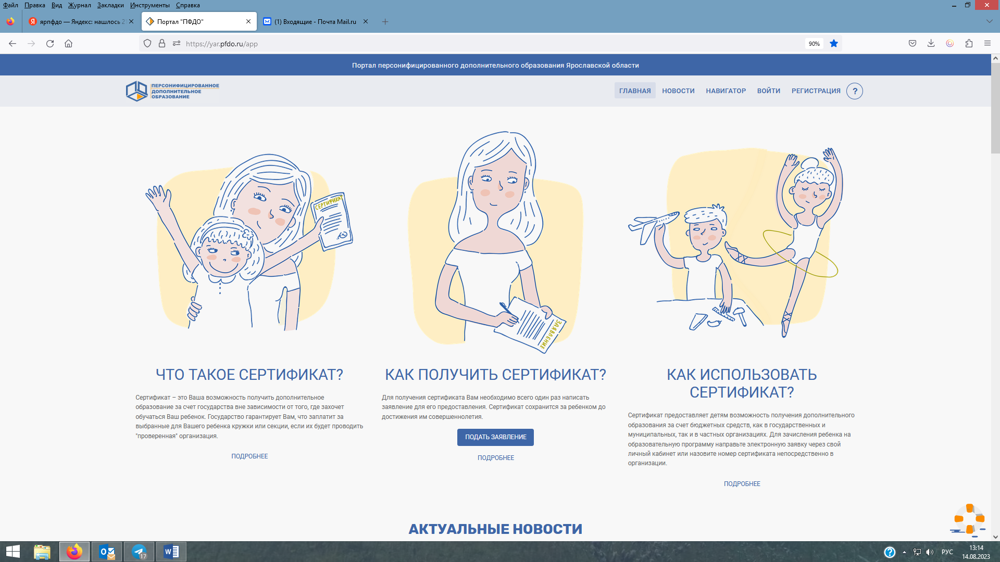 Файл Правка Вид Журнал Закладки Инструменты Справка
ярпфдо — Яндекс: нашлось
Портал "ПФДО"
(1) Входящие - Почта Mail.ru
https://yar.pfdo.ru/app
90%
Портал персонифицированного дополнительного образования Ярославской области
ПЕРСОНИФИЦИРОВАННОЕ
ДОПОЛНИТЕЛЬНОЕ
ОБРАЗОВАНИЕ
ГЛАВНАЯ НОВОСТИ НАВИГАТОР ВОЙТИ РЕГИСТРАЦИЯ ?
СЕРТИФИКАТ
ЗАЯВЛЕНИЕ
ЧТО ТАКОЕ СЕРТИФИКАТ?
Сертификат – это Ваша возможность получить дополнительное
образование за счет государства вне зависимости от того, где захочет
обучаться Ваш ребенок. Государство гарантирует Вам, что заплатит за
выбранные для Вашего ребенка кружки или секции, если их будет проводить
"проверенная" организация.
ПОДРОБНЕЕ
КАК ПОЛУЧИТЬ СЕРТИФИКАТ?
Для получения сертификата Вам необходимо всего один раз написать
заявление для его предоставления. Сертификат сохранится за ребенком до
достижения им совершеннолетия.
ПОДАТЬ ЗАЯВЛЕНИЕ
ПОДРОБНЕЕ
КАК ИСПОЛЬЗОВАТЬ
СЕРТИФИКАТ?
Сертификат предоставляет детям возможность получения дополнительного
образования за счет бюджетных средств, как в государственных и
муниципальных, так и в частных организациях. Для зачисления ребенка на
образовательную программу направьте электронную заявку через свой
личный кабинет или назовите номер сертификата непосредственно в
организации.
ПОДРОБНЕЕ
АКТУАЛЬНЫЕ НОВОСТИ
17
РУС
13:14
14.08.2023